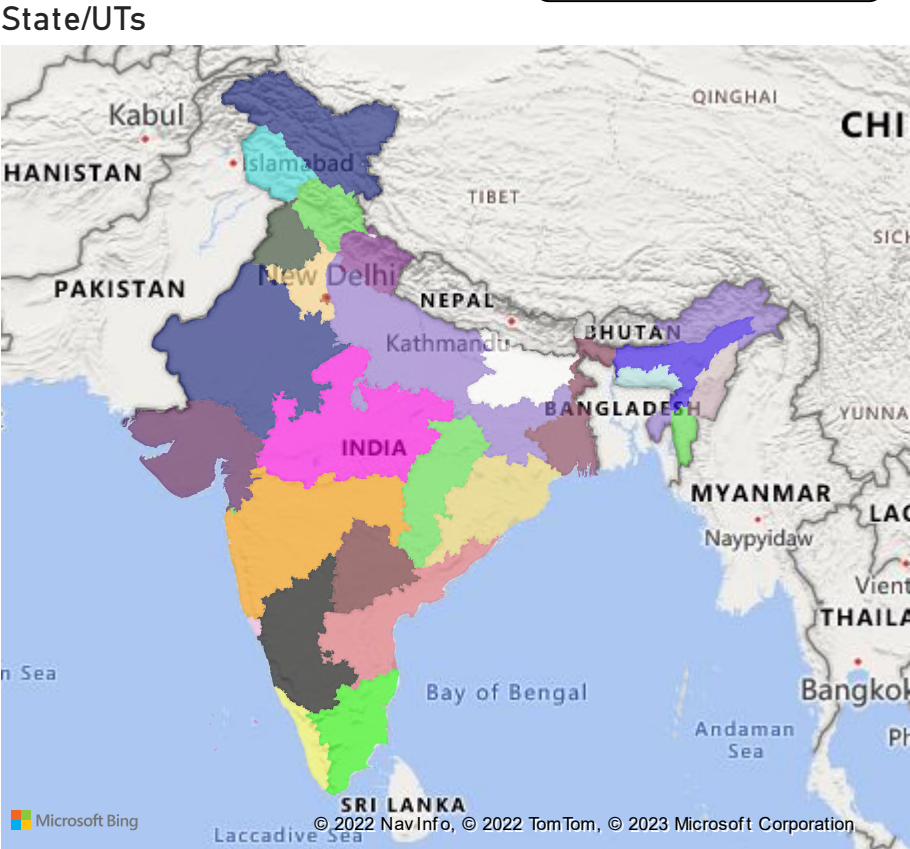 State/UTs
QINGHAI
Kabul
CHI
Islamabad
HANISTAN
TIBET
SICH
New Delhi
PAKISTAN
NEPAL
BHUTAN
Kathmandu
BANGLADESH
YUNNA
INDIA
MYANMAR
LAO
Naypyidaw
Vient
THAILA
n Sea
Bay of Bengal
Bangkok
Andaman
Sea
Ph
SRI LANKA
Microsoft Bing
© 2022 NavInfo, © 2022 TomTom, © 2023 Microsoft Corporation
Laccadive Sea